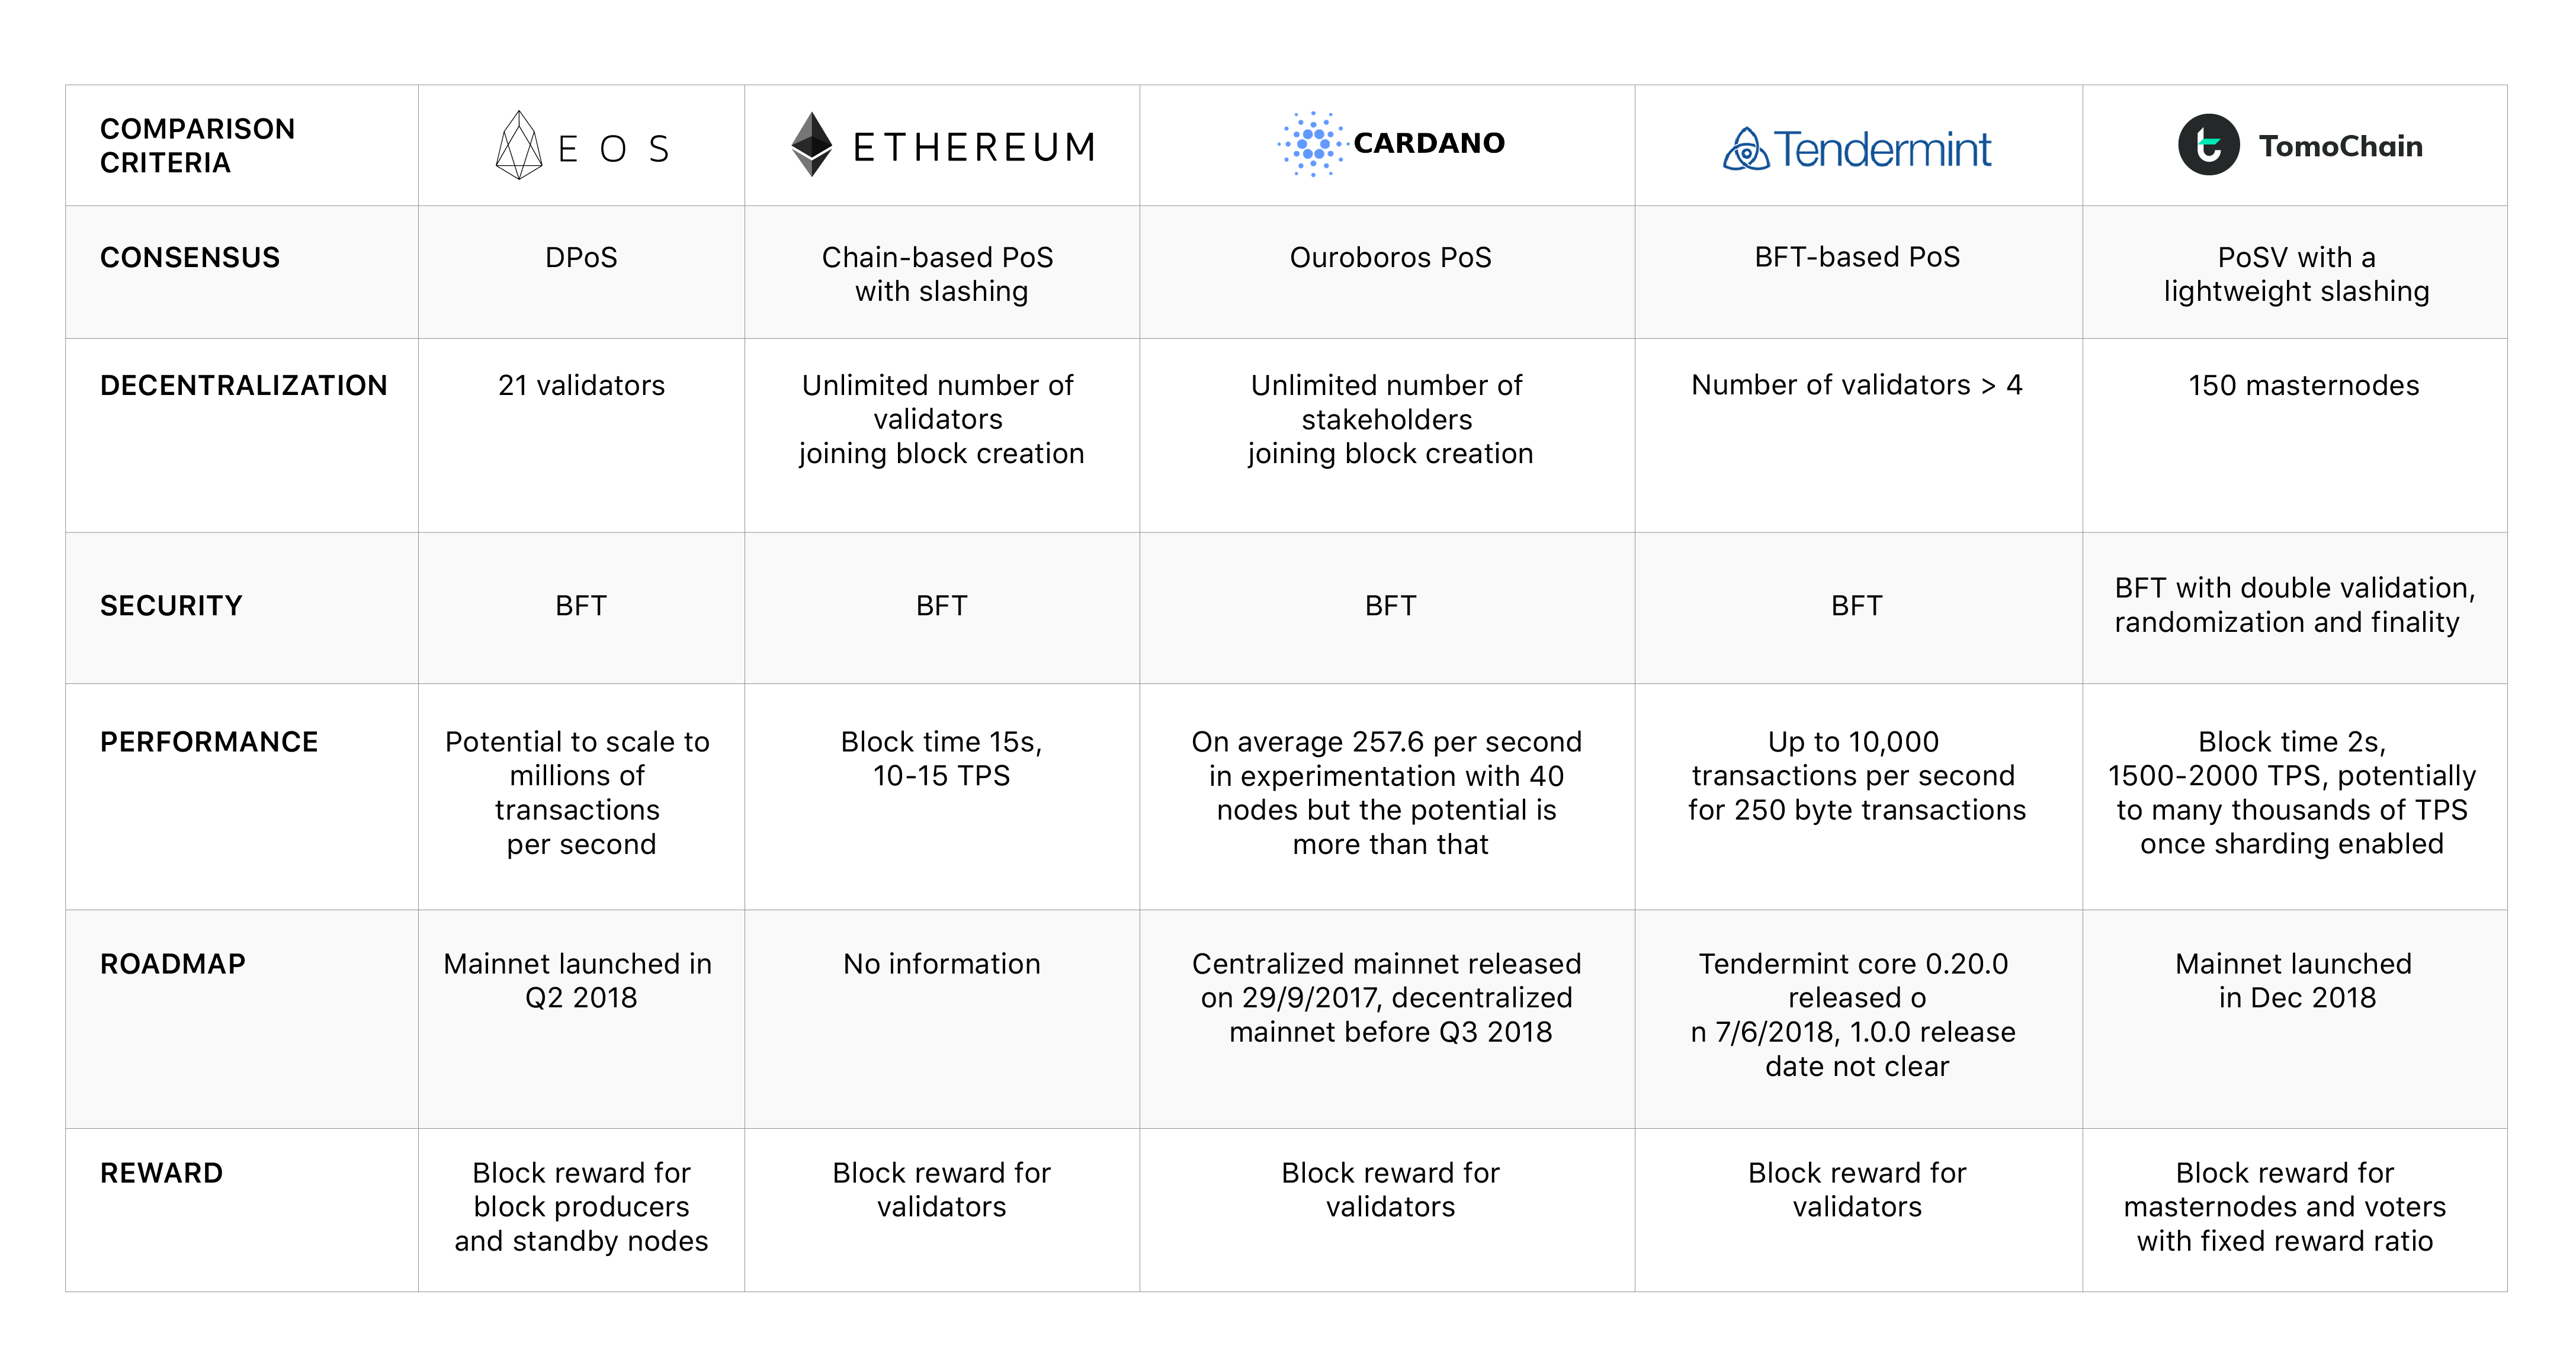 COMPARISON
CRITERIA
E O S
ETHEREUM
CARDANO
Tendermint
TomoChain
CONSENSUS
DPoS
Chain-based PoS
with slashing
Ouroboros PoS
BFT-based PoS
PoSV with a
lightweight slashing
DECENTRALIZATION
21 validators
Unlimited number of
validators
joining block creation
Unlimited number of
stakeholders
joining block creation
Number of validators > 4
150 masternodes
SECURITY
BFT
BFT
BFT
BFT
BFT with double validation,
randomization and finality
PERFORMANCE
Potential to scale to
millions of
transactions
per second
Block time 15s,
10-15 TPS
On average 257.6 per second
in experimentation with 40
nodes but the potential is
more than that
Up to 10,000
transactions per second
for 250 byte transactions
Block time 2s,
1500-2000 TPS, potentially
to many thousands of TPS
once sharding enabled
ROADMAP
Mainnet launched in
Q2 2018
No information
Centralized mainnet released
on 29/9/2017, decentralized
mainnet before Q3 2018
Tendermint core 0.20.0
released o
n 7/6/2018, 1.0.0 release
date not clear
Mainnet launched
in Dec 2018
REWARD
Block reward for
block producers
and standby nodes
Block reward for
validators
Block reward for
validators
Block reward for
validators
Block reward for
masternodes and voters
with fixed reward ratio